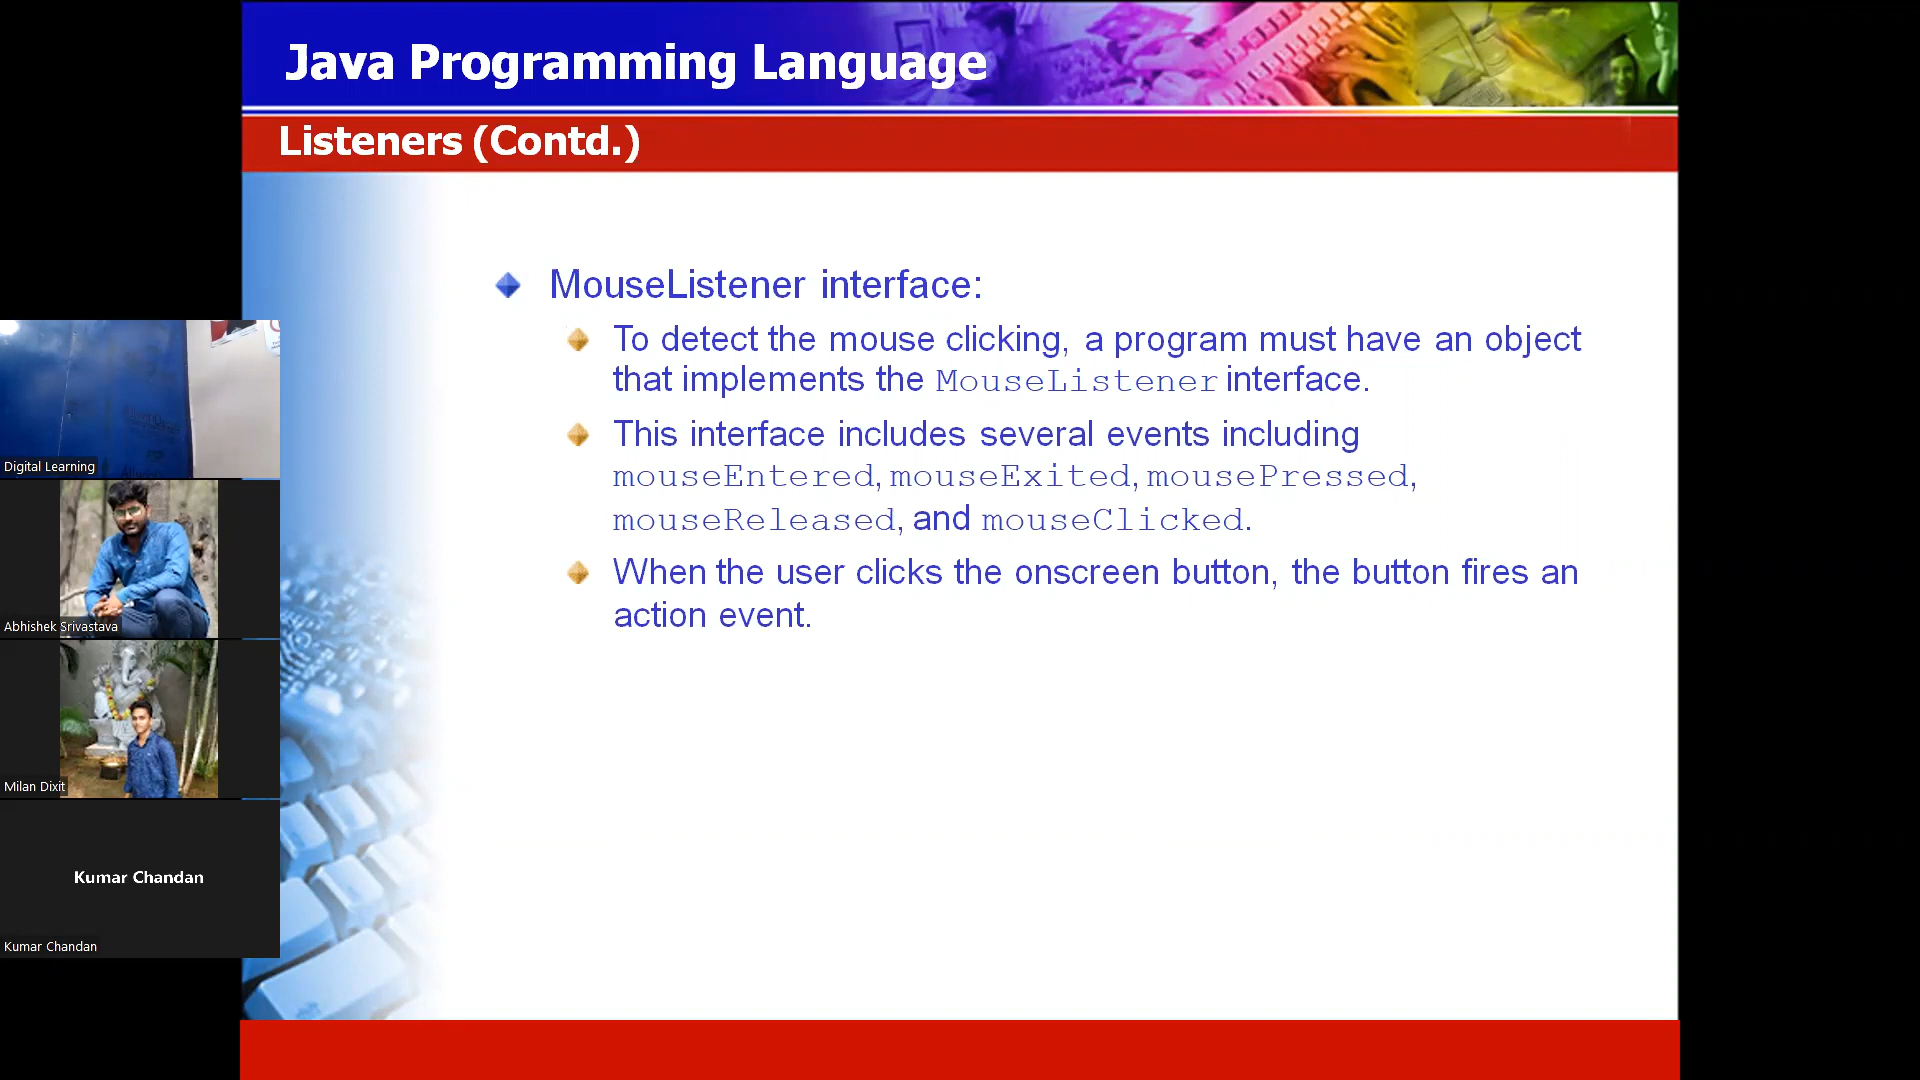 Java Programming Language
Listeners (Contd.)
MouseListener interface:
To detect the mouse clicking, a program must have an object
that implements the MouseListener interface.
This interface includes several events including
mouseEntered, mouseExited, mousePressed,
mouseReleased, and mouseClicked.
When the user clicks the onscreen button, the button fires an
action event.
Digital Learning
Abhishek Srivastava
Milan Dixit
Kumar Chandan
Kumar Chandan